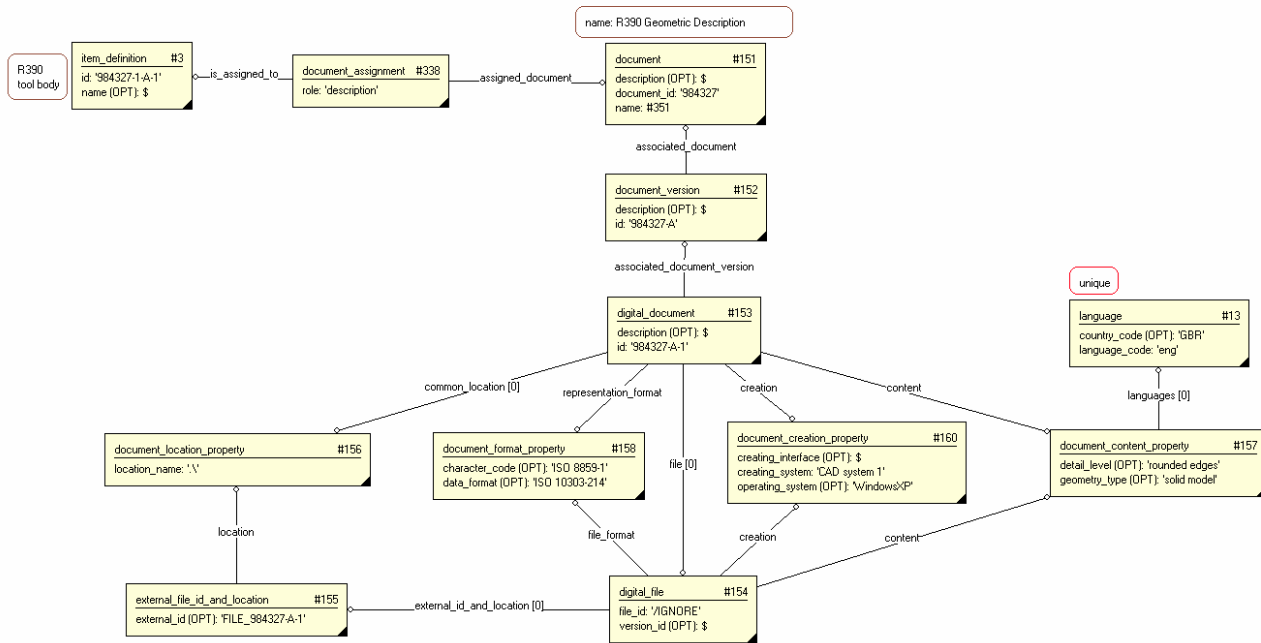 name: R390 Geometric Description
R390
tool body
item_definition #3
id: '984327-1-A-1'
name (OPT): $
is_assigned_to
document_assignment #338
role: 'description'
assigned_document
document #151
description (OPT): $
document_id: '984327'
name: #351
associated_document
document_version #152
description (OPT): $
id: '984327-A'
associated_document_version
digital_document #153
description (OPT): $
id: '984327-A-1'
unique
language #13
country_code (OPT): 'GBR'
language_code: 'eng'
common_location [0]
representation_format
creation
content
languages [0]
document_location_property #156
location_name: '.\'
document_format_property #158
character_code (OPT): 'ISO 8859-1'
data_format (OPT): 'ISO 10303-214'
file [0]
document_creation_property #160
creating_interface (OPT): $
creating_system: 'CAD system 1'
operating_system (OPT): 'WindowsXP'
document_content_property #157
detail_level (OPT): 'rounded edges'
geometry_type (OPT): 'solid model'
location
file_format
creation
content
external_file_id_and_location #155
external_id (OPT): 'FILE_984327-A-1'
external_id_and_location [0]
digital_file #154
file_id: '/IGNORE'
version_id (OPT): $